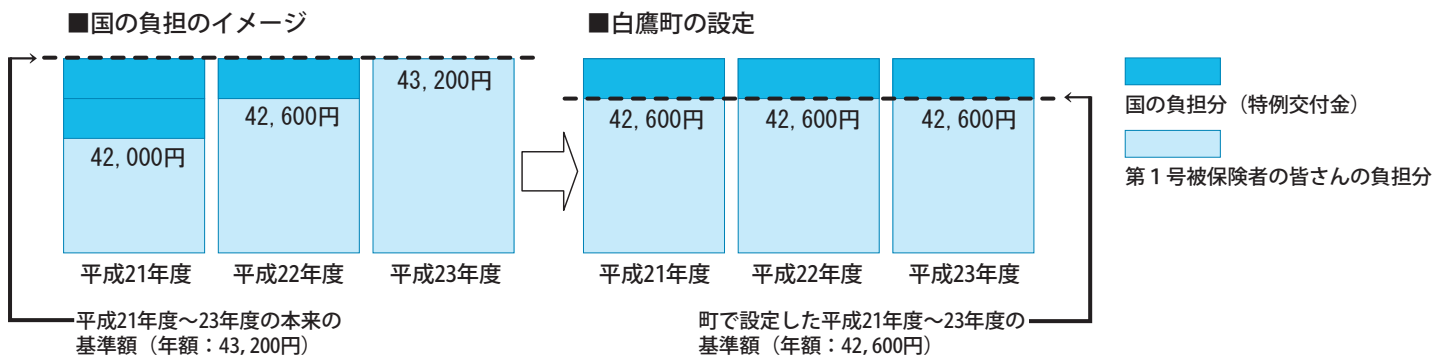 ■国の負担のイメージ
43,200円
42,600円
42,000円
平成21年度
平成22年度
平成23年度
平成21年度～23年度の本来の
基準額（年額：43,200円）
■白鷹町の設定
42,600円
42,600円
42,600円
平成21年度
平成22年度
平成23年度
町で設定した平成21年度～23年度の
基準額（年額：42,600円）
国の負担分（特例交付金）
第１号被保険者の皆さんの負担分